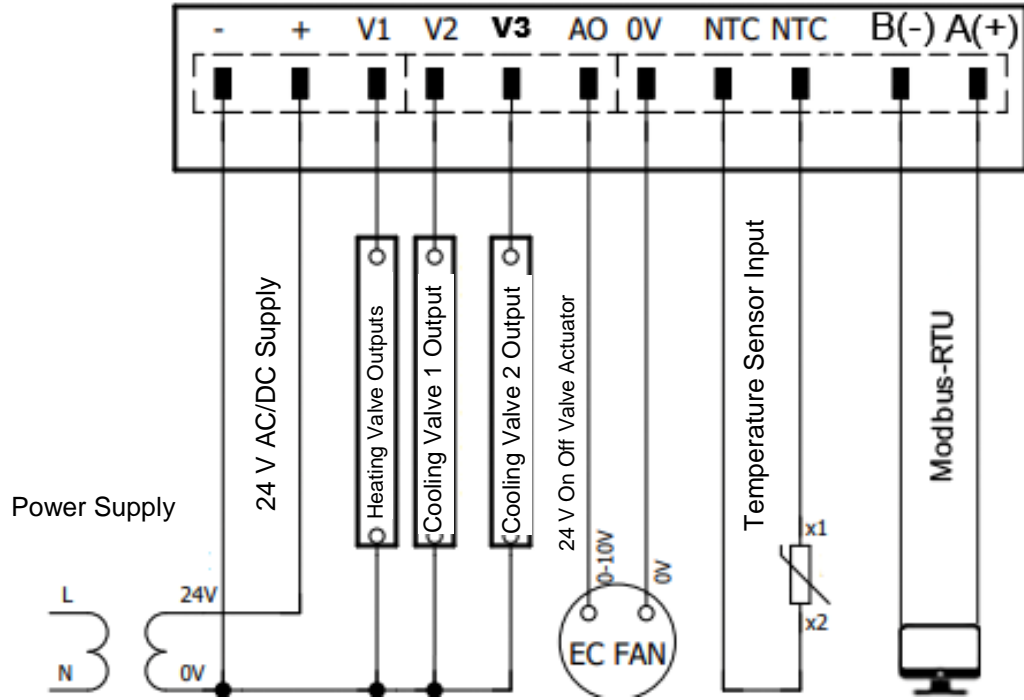 - + V1 V2 V3 AO 0V NTC NTC B(-) A(+)
24 V AC/DC Supply
Heating Valve Outputs
Cooling Valve 1 Output
Cooling Valve 2 Output
24 V On Off Valve Actuator
Temperature Sensor Input
Modbus-RTU
Power Supply
L
24V
N
0V
0-10V
0V
EC FAN
x1
x2